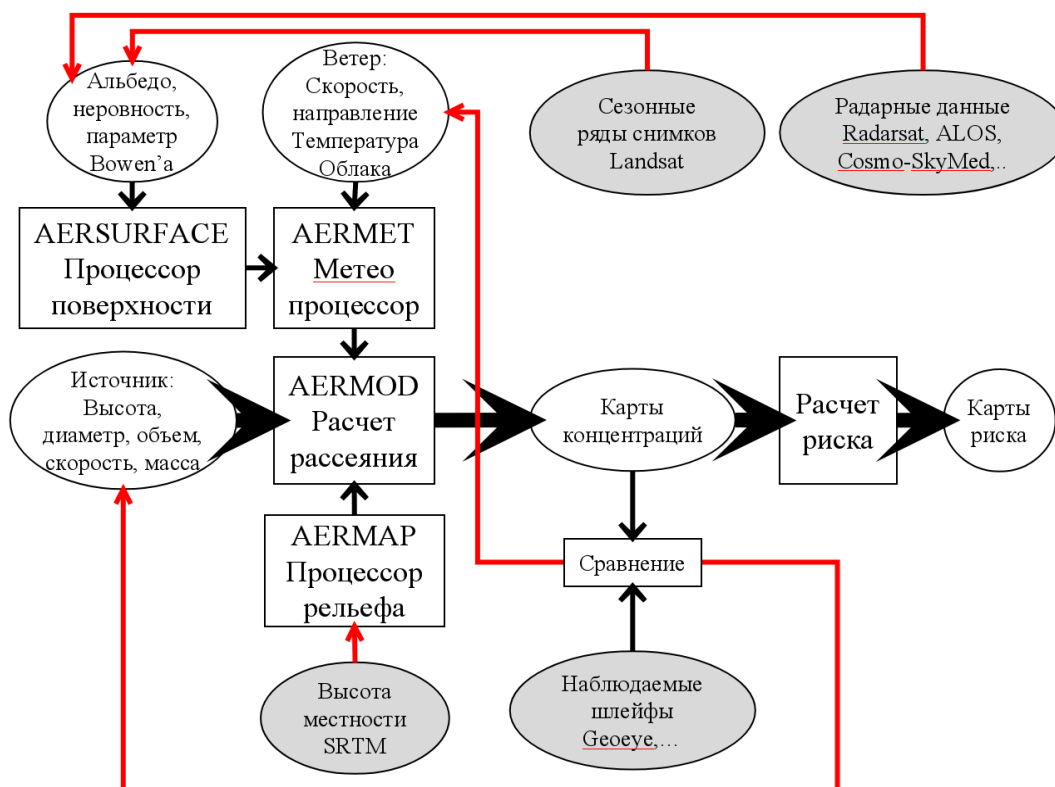 Альбедо,
неровность,
параметр
Bowen’a
Ветер:
Скорость,
направление
Температура
Облака
Сезонные
ряды снимков
Landsat
Радарные данные
Radarsat, ALOS,
Cosmo-SkyMed,..
AERSURFACE
Процессор
поверхности
AERMET
Метео
процессор
Источник:
Высота,
диаметр, объем,
скорость, масса
AERMOD
Расчет
рассеяния
Карты
концентраций
Расчет
риска
Карты
риска
AERMAP
Процессор
рельефа
Сравнение
Высота
местности
SRTM
Наблюдаемые
шлейфы
Geoeye,…